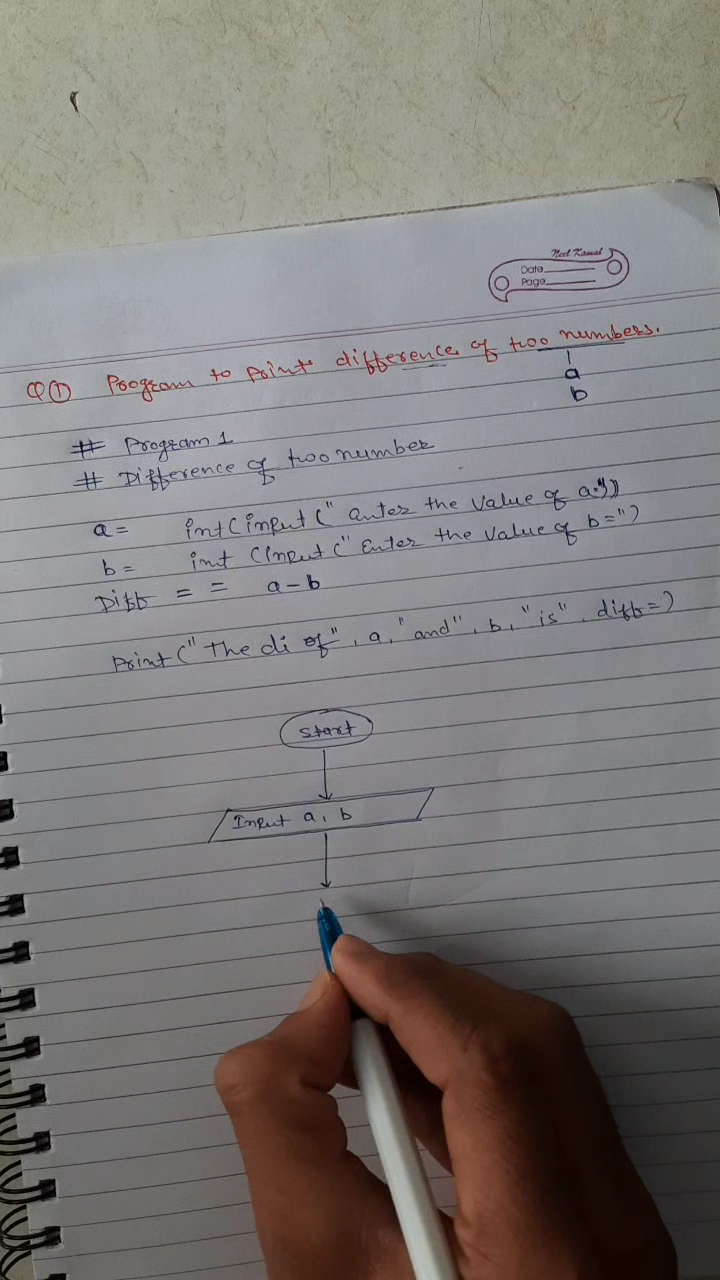 Neel Kamal
Date
Page
Q① Program to print difference of two numbers.
a
b
# Program 1
# Difference of two number
a = int (input (" enter the value of a="))
b = int (Input (" Enter the value of b=")
Diff = = a - b
Print (" The di of", a, "and", b, "is", diff=)
Start
Input a, b